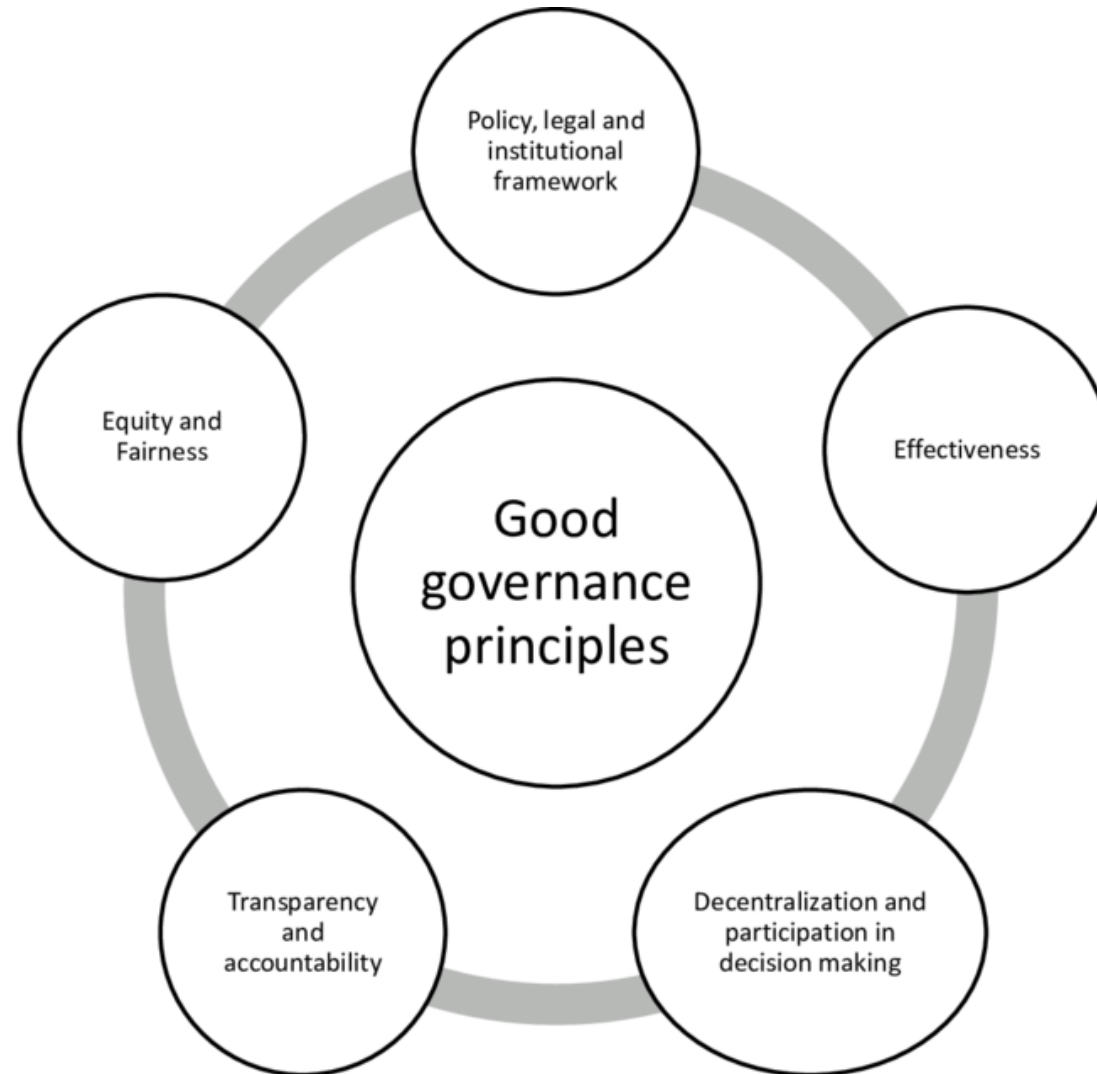 Policy, legal and
institutional
framework
Equity and
Fairness
Effectiveness
Good
governance
principles
Transparency
and
accountability
Decentralization and
participation in
decision making